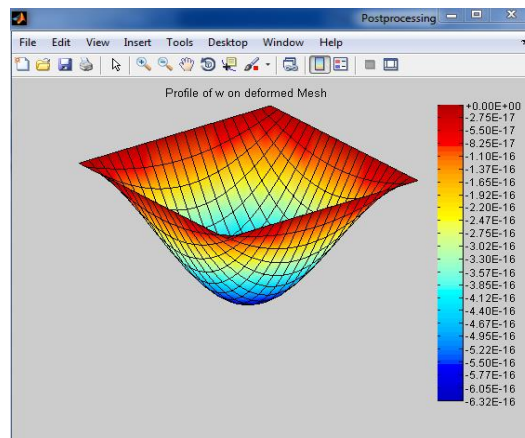 Postprocessing
File Edit View Insert Tools Desktop Window Help
Profile of w on deformed Mesh
+0.00E+00
-2.75E-17
-5.50E-17
-8.25E-17
-1.10E-16
-1.37E-16
-1.65E-16
-1.92E-16
-2.20E-16
-2.47E-16
-2.75E-16
-3.02E-16
-3.30E-16
-3.57E-16
-3.85E-16
-4.12E-16
-4.40E-16
-4.67E-16
-4.95E-16
-5.22E-16
-5.50E-16
-5.77E-16
-6.05E-16
-6.32E-16